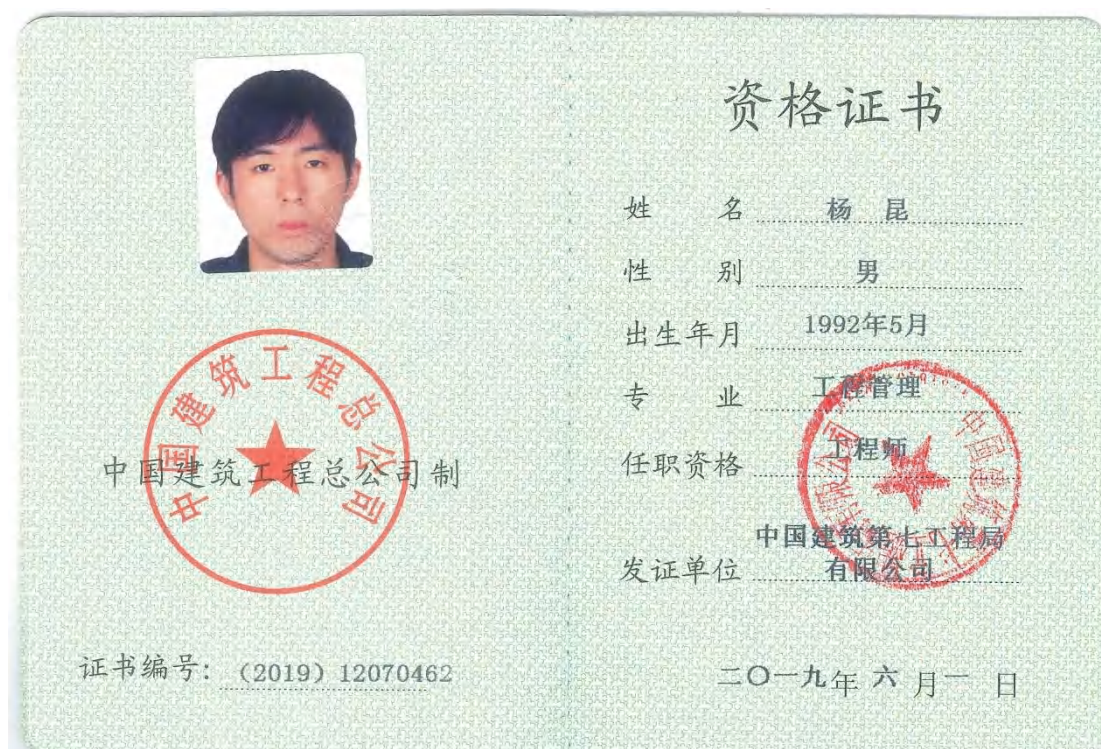 中国建筑工程总公司
中国建筑工程总公司制
证书编号：（2019）12070462
资格证书
姓 名 杨 昆
性 别 男
出生年月 1992年5月
专 业 工程管理
任职资格 工程师
中国建筑第七工程局
发证单位 有限公司
二〇一九年 六 月 一 日